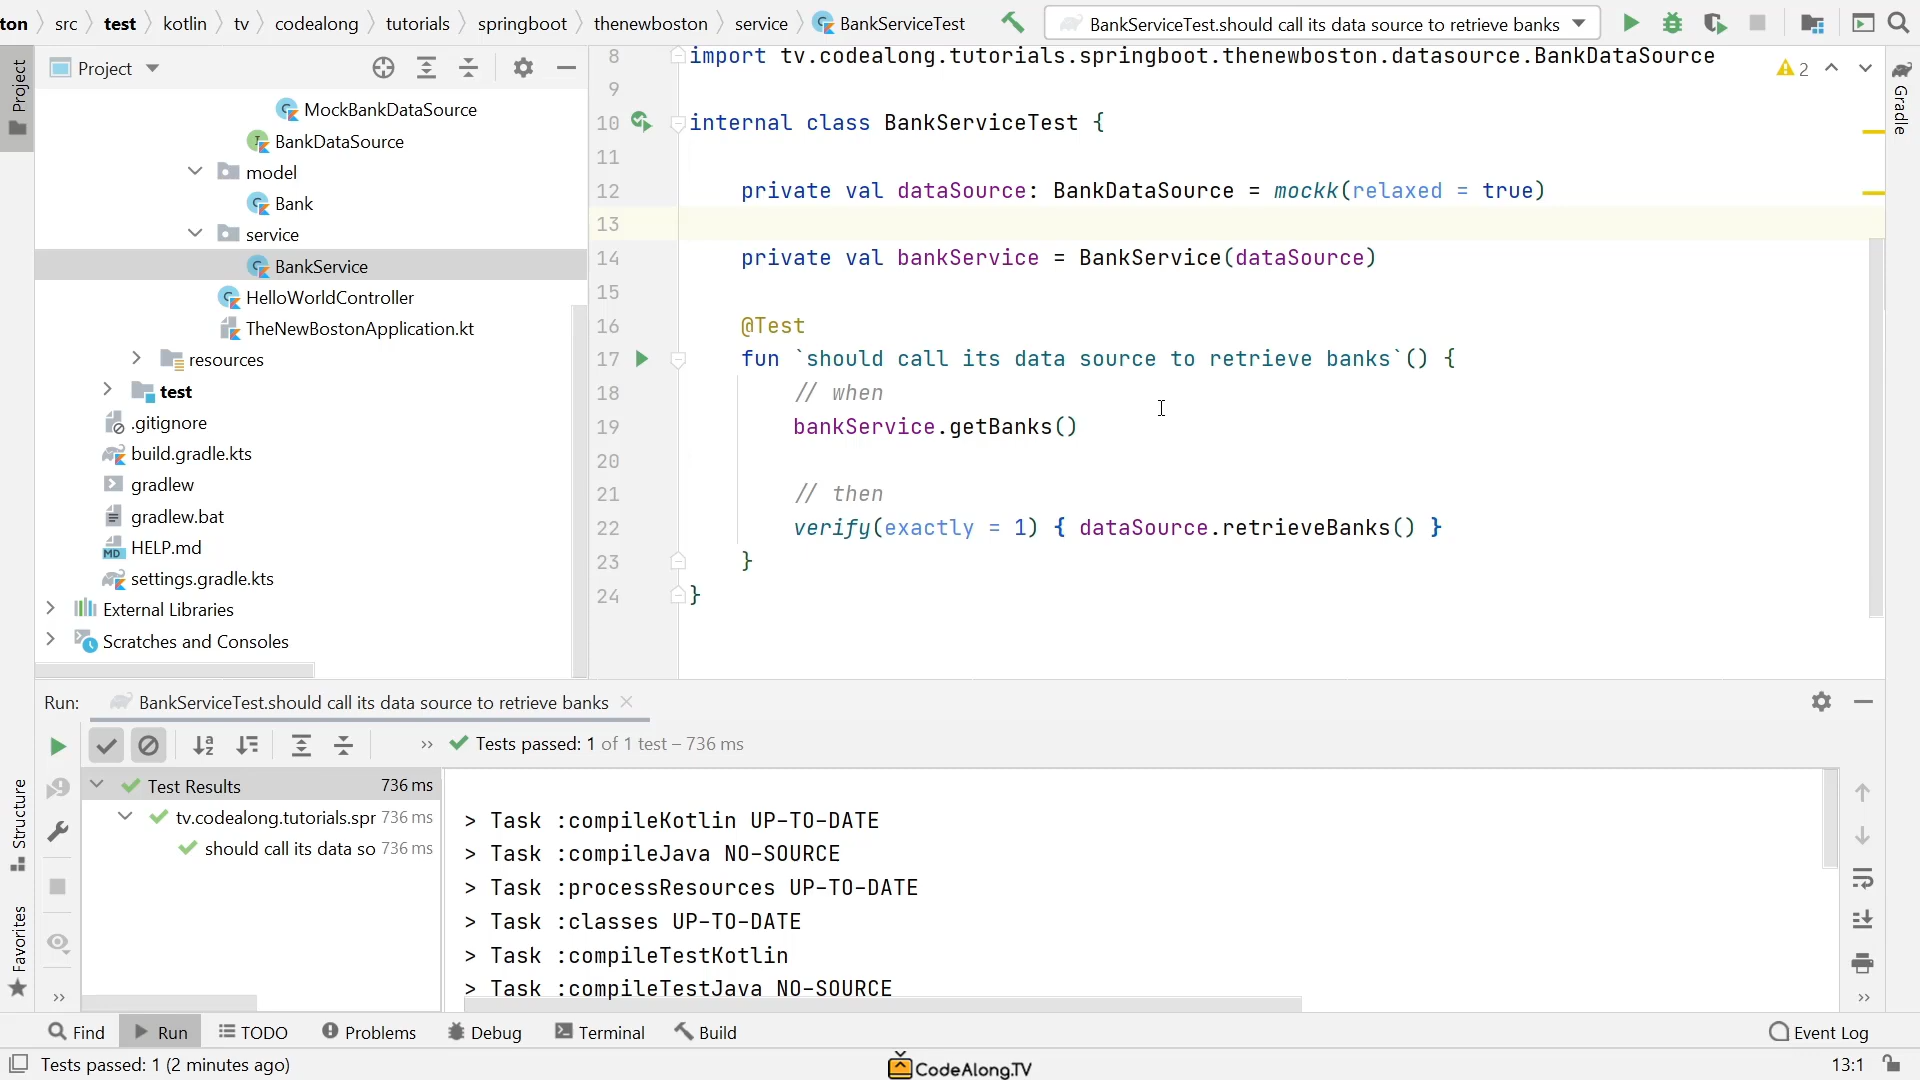 ton src test kotlin tv codealong tutorials springboot thenewboston service BankServiceTest BankServiceTest.should call its data source to retrieve banks
Project
Project
MockBankDataSource
BankDataSource
model
Bank
service
BankService
HelloWorldController
TheNewBostonApplication.kt
resources
test
.gitignore
build.gradle.kts
gradlew
gradlew.bat
HELP.md
settings.gradle.kts
External Libraries
Scratches and Consoles
8 import tv.codealong.tutorials.springboot.thenewboston.datasource.BankDataSource
2
9
10 internal class BankServiceTest {
11
12 private val dataSource: BankDataSource = mockk(relaxed = true)
13
14 private val bankService = BankService(dataSource)
15
16 @Test
17 fun `should call its data source to retrieve banks`() {
18 // when
19 bankService.getBanks()
20
21 // then
22 verify(exactly = 1) { dataSource.retrieveBanks() }
23 }
24 }
Gradle
Run: BankServiceTest.should call its data source to retrieve banks
Tests passed: 1 of 1 test – 736 ms
Test Results 736 ms
tv.codealong.tutorials.spr 736 ms
should call its data so 736 ms
> Task :compileKotlin UP-TO-DATE
> Task :compileJava NO-SOURCE
> Task :processResources UP-TO-DATE
> Task :classes UP-TO-DATE
> Task :compileTestKotlin
> Task :compileTestJava NO-SOURCE
Structure
Favorites
Find Run TODO Problems Debug Terminal Build Event Log
Tests passed: 1 (2 minutes ago) CodeAlong.TV 13:1